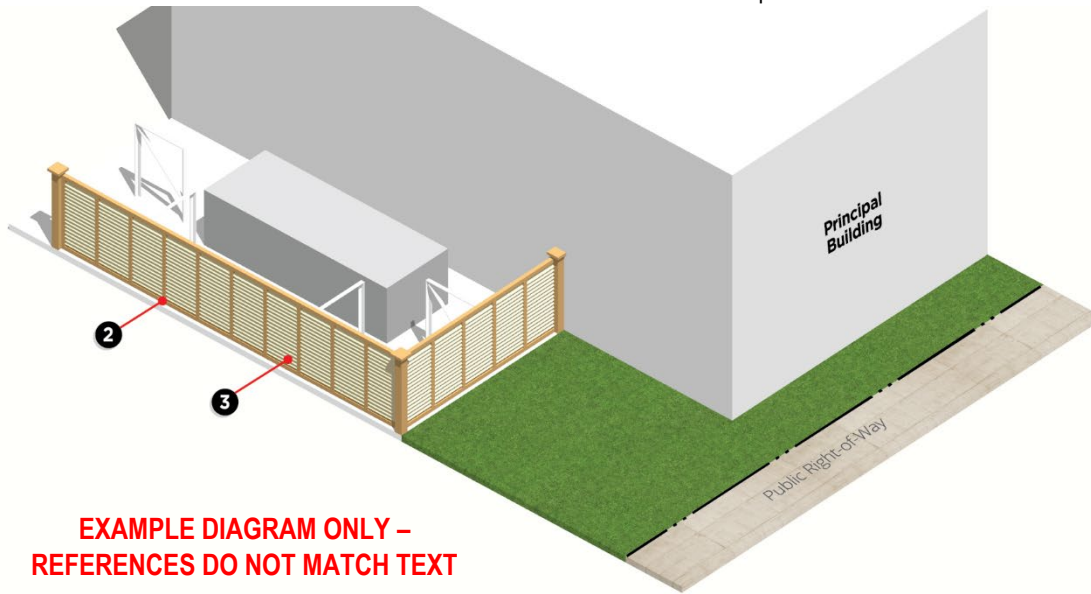 Principal
Building
2
3
Public Right-of-Way
EXAMPLE DIAGRAM ONLY –
REFERENCES DO NOT MATCH TEXT